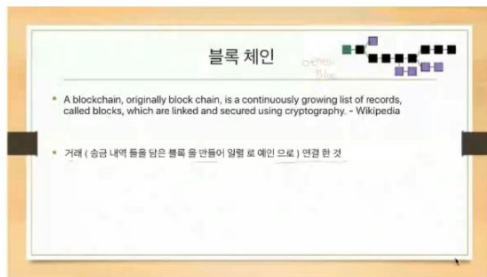 블록 체인
A blockchain, originally block chain, is a continuously growing list of records,
called blocks, which are linked and secured using cryptography. - Wikipedia
거래 ( 송금 내역 들을 담은 블록 을 만들어 일렬 로 예인 으로 ) 연결 한 것